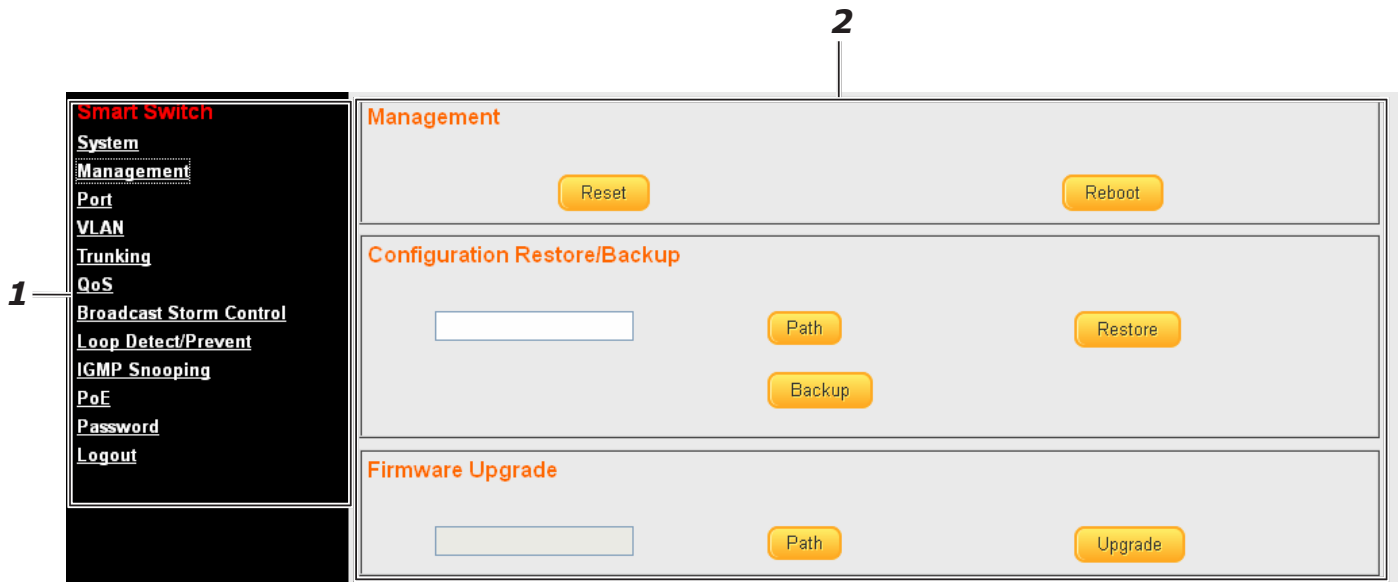 2
Smart Switch
System
Management
Port
VLAN
Trunking
QoS
Broadcast Storm Control
Loop Detect/Prevent
IGMP Snooping
PoE
Password
Logout
1
Management
Reset Reboot
Configuration Restore/Backup
Path Restore
Backup
Firmware Upgrade
Path Upgrade